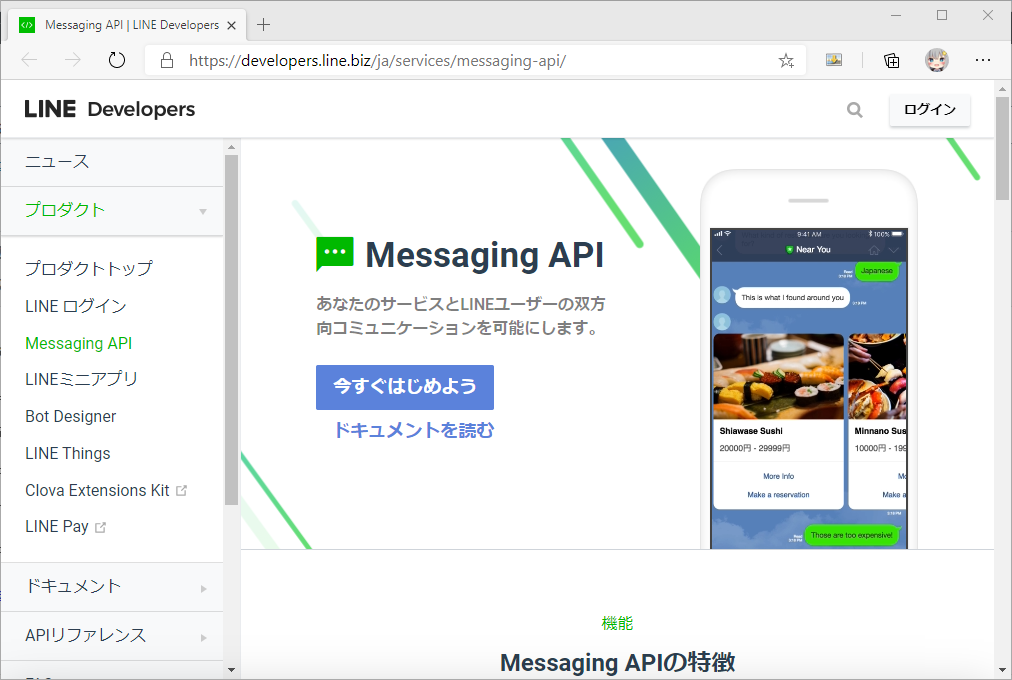 Messaging API | LINE Developers
https://developers.line.biz/ja/services/messaging-api/
LINE Developers
ログイン
ニュース
プロダクト
プロダクトトップ
LINE ログイン
Messaging API
LINEミニアプリ
Bot Designer
LINE Things
Clova Extensions Kit
LINE Pay
ドキュメント
APIリファレンス
Messaging API
あなたのサービスとLINEユーザーの双方
向コミュニケーションを可能にします。
今すぐはじめよう
ドキュメントを読む
9:41 AM
100%
Near You
Japanese
This is what I found around you
Shiawase Sushi
20000円 - 29999円
More Info
Make a reservation
Minnano Sus
10000円 - 199
Mo
Make a
Those are too expensive!
機能
Messaging APIの特徴